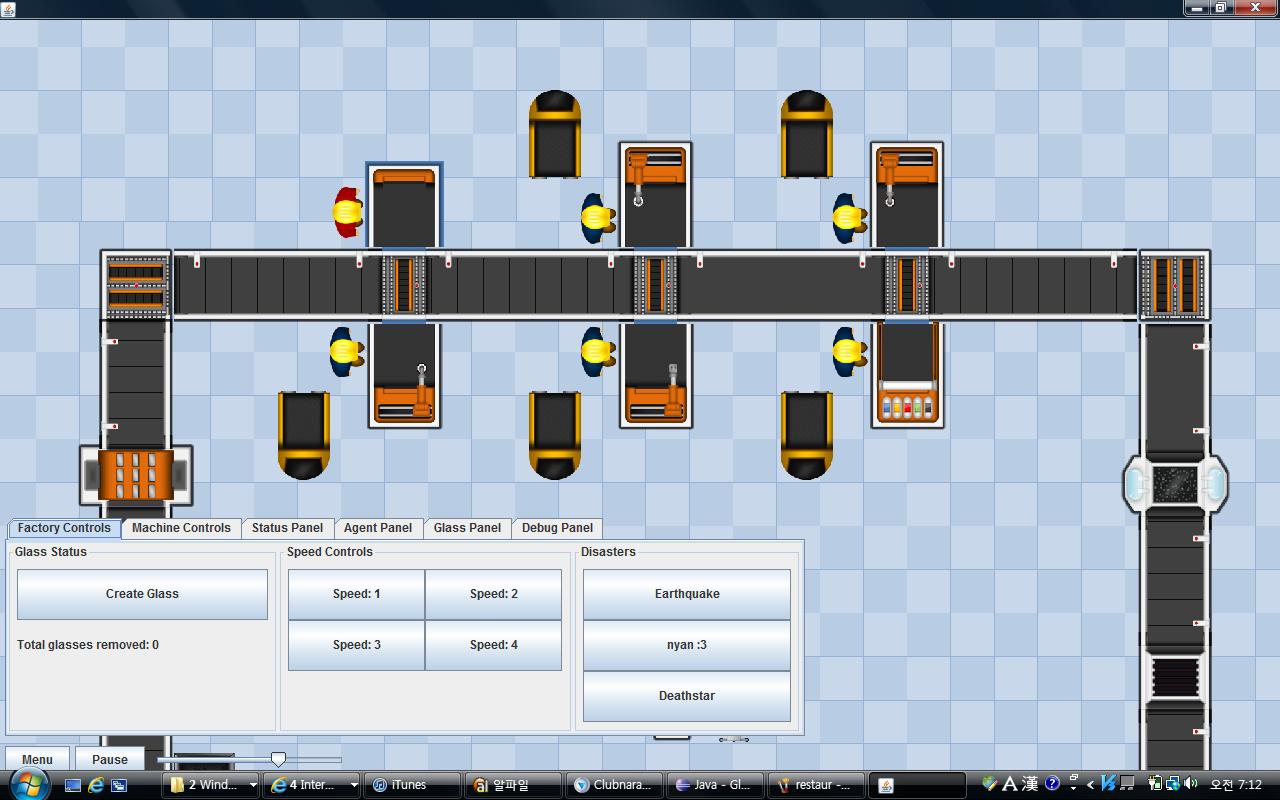 Factory Controls
Machine Controls
Status Panel
Agent Panel
Glass Panel
Debug Panel
Glass Status
Create Glass
Total glasses removed: 0
Speed Controls
Speed: 1
Speed: 2
Speed: 3
Speed: 4
Disasters
Earthquake
nyan :3
Deathstar
Menu
Pause
2 Wind...
4 Inter...
iTunes
알파일
Clubnara...
Java - Gl...
restaur -...
A 漢
오전 7:12